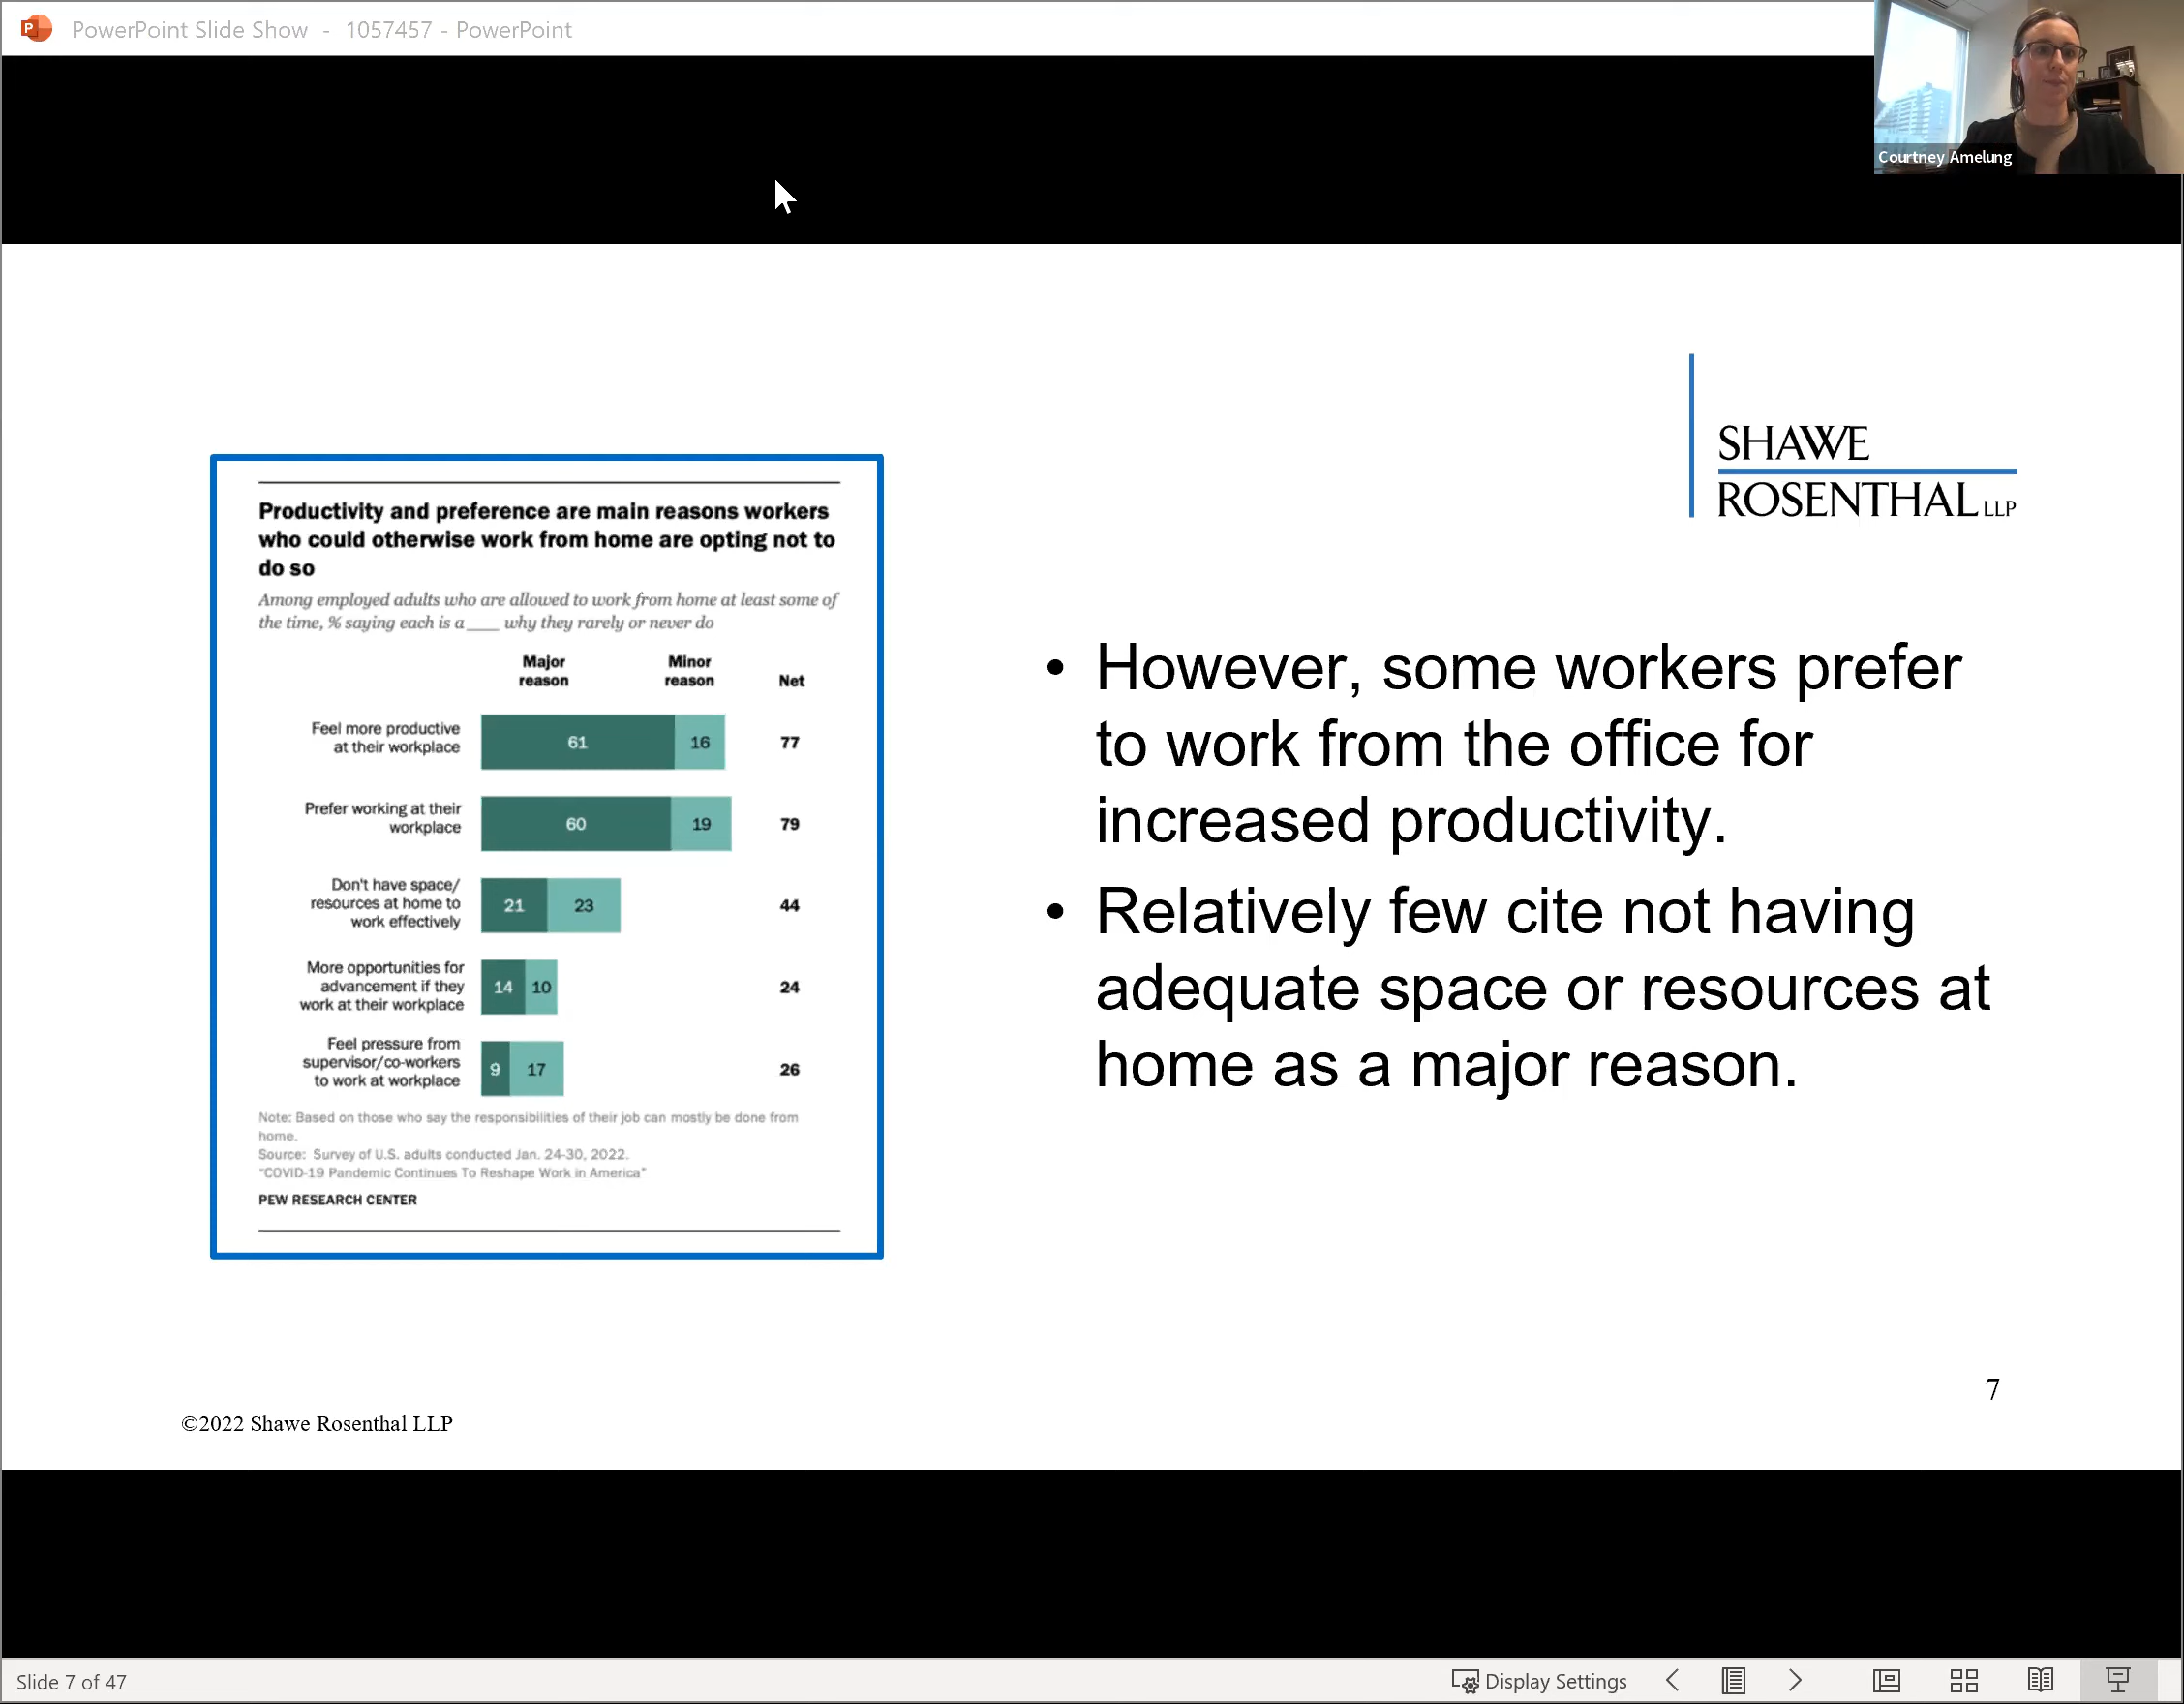 PowerPoint Slide Show - 1057457 - PowerPoint
Courtney Amelung
SHAWE
ROSENTHAL LLP
Productivity and preference are main reasons workers
who could otherwise work from home are opting not to
do so
Among employed adults who are allowed to work from home at least some of
the time, % saying each is a ___ why they rarely or never do
Major
reason
Minor
reason
Net
Feel more productive
at their workplace
61 16 77
Prefer working at their
workplace
60 19 79
Don't have space/
resources at home to
work effectively
21 23 44
More opportunities for
advancement if they
work at their workplace
14 10 24
Feel pressure from
supervisor/co-workers
to work at workplace
9 17 26
Note: Based on those who say the responsibilities of their job can mostly be done from
home.
Source: Survey of U.S. adults conducted Jan. 24-30, 2022.
"COVID-19 Pandemic Continues To Reshape Work in America"
PEW RESEARCH CENTER
• However, some workers prefer
to work from the office for
increased productivity.
• Relatively few cite not having
adequate space or resources at
home as a major reason.
7
©2022 Shawe Rosenthal LLP
Slide 7 of 47
Display Settings